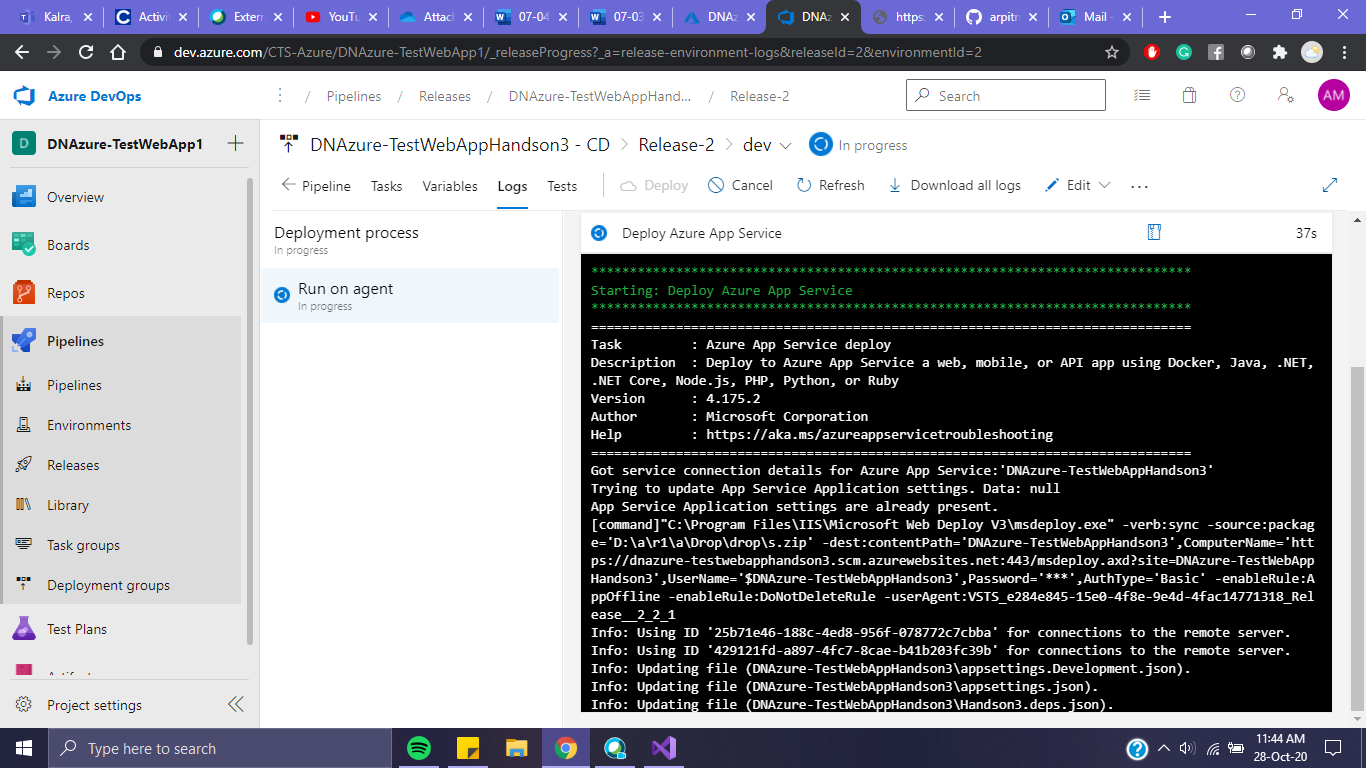 Kalra,
Activit
Extern
YouTu
Attach
07-04
07-03
DNAz
DNAz
https:
arpitn
Mail -
dev.azure.com/CTS-Azure/DNAzure-TestWebApp1/_releaseProgress?_a=release-environment-logs&releaseId=2&environmentId=2
Azure DevOps
/ Pipelines / Releases / DNAzure-TestWebAppHand... / Release-2
Search
AM
D DNAzure-TestWebApp1
DNAzure-TestWebAppHandson3 - CD > Release-2 > dev In progress
Pipeline Tasks Variables Logs Tests Deploy Cancel Refresh Download all logs Edit ...
Overview
Boards
Repos
Pipelines
Pipelines
Environments
Releases
Library
Task groups
Deployment groups
Test Plans
Project settings
Deployment process
In progress
Run on agent
In progress
Deploy Azure App Service 37s
******************************************************************************
Starting: Deploy Azure App Service
******************************************************************************
==============================================================================
Task         : Azure App Service deploy
Description  : Deploy to Azure App Service a web, mobile, or API app using Docker, Java, .NET,
.NET Core, Node.js, PHP, Python, or Ruby
Version      : 4.175.2
Author       : Microsoft Corporation
Help         : https://aka.ms/azureappservicetroubleshooting
==============================================================================
Got service connection details for Azure App Service:'DNAzure-TestWebAppHandson3'
Trying to update App Service Application settings. Data: null
App Service Application settings are already present.
[command]"C:\Program Files\IIS\Microsoft Web Deploy V3\msdeploy.exe" -verb:sync -source:packag
e='D:\a\r1\a\Drop\drop\s.zip' -dest:contentPath='DNAzure-TestWebAppHandson3',ComputerName='htt
ps://dnazure-testwebapphandson3.scm.azurewebsites.net:443/msdeploy.axd?site=DNAzure-TestWebApp
Handson3',UserName='$DNAzure-TestWebAppHandson3',Password='***',AuthType='Basic' -enableRule:A
ppOffline -enableRule:DoNotDeleteRule -userAgent:VSTS_e284e845-15e0-4f8e-9e4d-4fac14771318_Rel
ease__2_2_1
Info: Using ID '25b71e46-188c-4ed8-956f-078772c7cbba' for connections to the remote server.
Info: Using ID '429121fd-a897-4fc7-8cae-b41b203fc39b' for connections to the remote server.
Info: Updating file (DNAzure-TestWebAppHandson3\appsettings.Development.json).
Info: Updating file (DNAzure-TestWebAppHandson3\appsettings.json).
Info: Updating file (DNAzure-TestWebAppHandson3\Handson3.deps.json).
Type here to search
11:44 AM
28-Oct-20